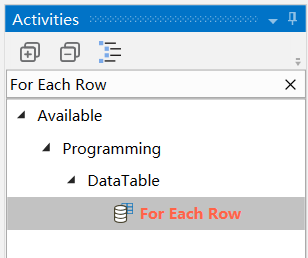 Activities
For Each Row
Available
Programming
DataTable
For Each Row